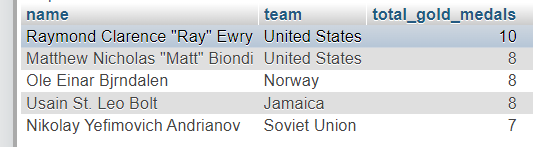 name team total_gold_medals
Raymond Clarence "Ray" Ewry United States 10
Matthew Nicholas "Matt" Biondi United States 8
Ole Einar Bjrndalen Norway 8
Usain St. Leo Bolt Jamaica 8
Nikolay Yefimovich Andrianov Soviet Union 7